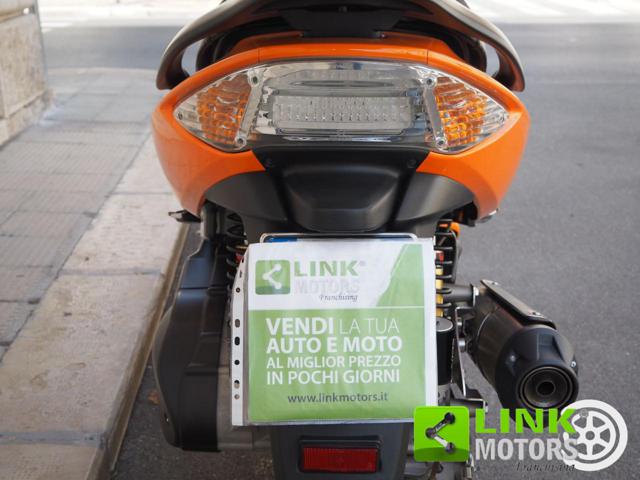 LINK®
MOTORS
Franchising
VENDI LA TUA
AUTO E MOTO
AL MIGLIOR PREZZO
IN POCHI GIORNI
www.linkmotors.it
LINK
MOTORS
Franchising